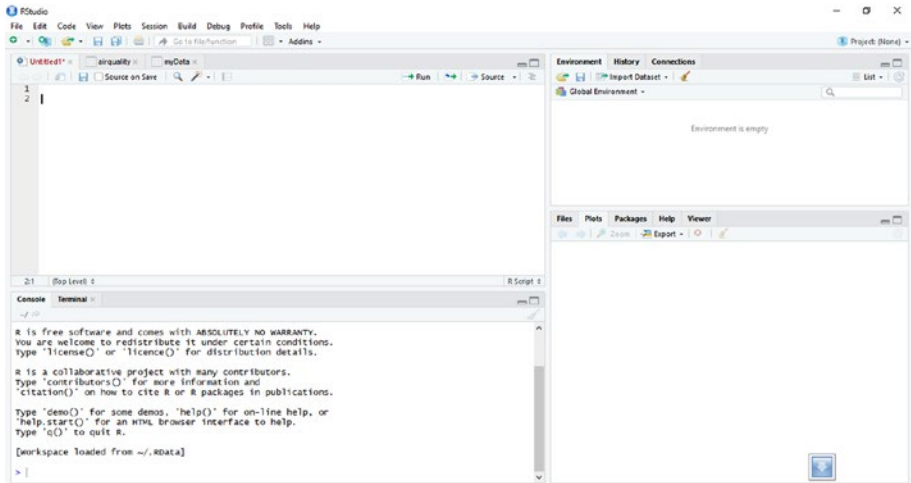 RStudio
File Edit Code View Plots Session Build Debug Profile Tools Help
Go to file/function Addins Project: (None)
Untitled1* airquality myData
Source on Save Run Source
1
2
2:1 (Top Level) R Script
Console Terminal
~/
R is free software and comes with ABSOLUTELY NO WARRANTY.
You are welcome to redistribute it under certain conditions.
Type 'license()' or 'licence()' for distribution details.
R is a collaborative project with many contributors.
Type 'contributors()' for more information and
'citation()' on how to cite R or R packages in publications.
Type 'demo()' for some demos, 'help()' for on-line help, or
'help.start()' for an HTML browser interface to help.
Type 'q()' to quit R.
[Workspace loaded from ~/.RData]
>
Environment History Connections
Import Dataset List
Global Environment
Environment is empty
Files Plots Packages Help Viewer
Zoom Export